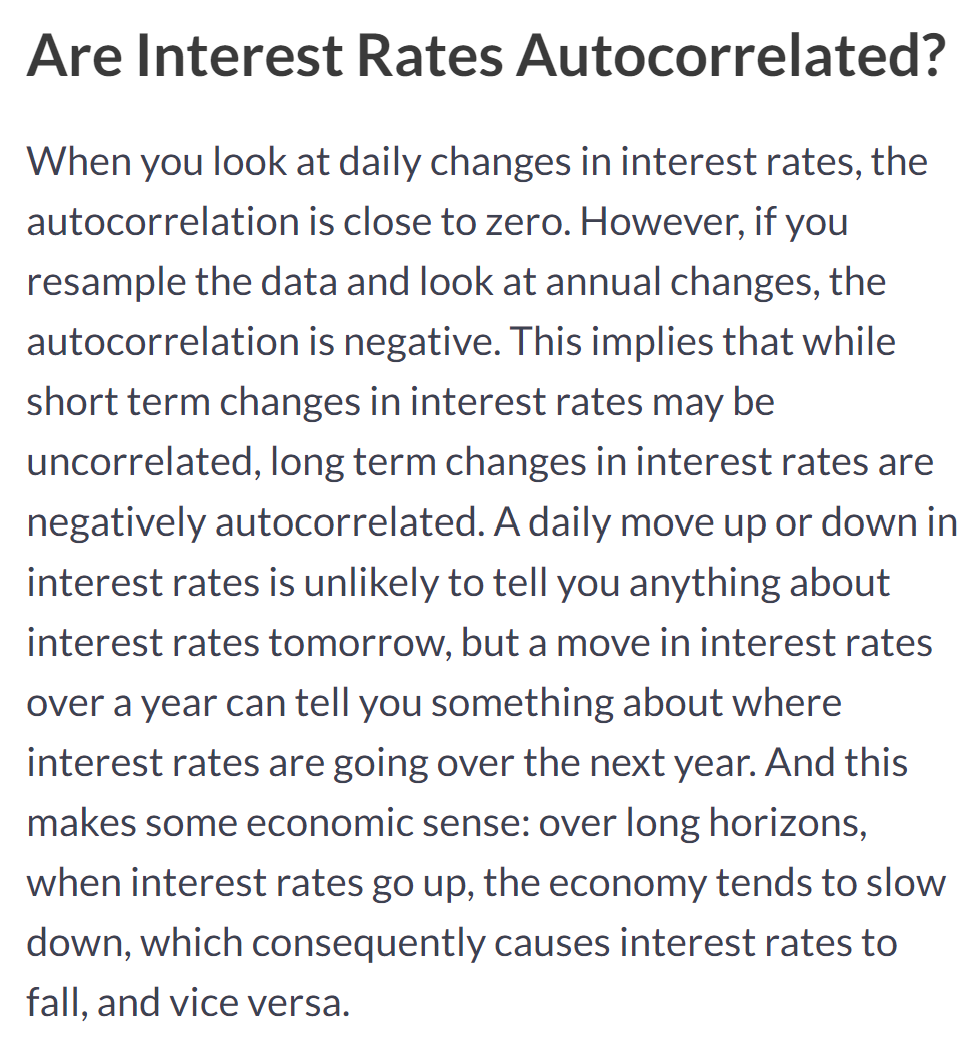 Are Interest Rates Autocorrelated?
When you look at daily changes in interest rates, the
autocorrelation is close to zero. However, if you
resample the data and look at annual changes, the
autocorrelation is negative. This implies that while
short term changes in interest rates may be
uncorrelated, long term changes in interest rates are
negatively autocorrelated. A daily move up or down in
interest rates is unlikely to tell you anything about
interest rates tomorrow, but a move in interest rates
over a year can tell you something about where
interest rates are going over the next year. And this
makes some economic sense: over long horizons,
when interest rates go up, the economy tends to slow
down, which consequently causes interest rates to
fall, and vice versa.